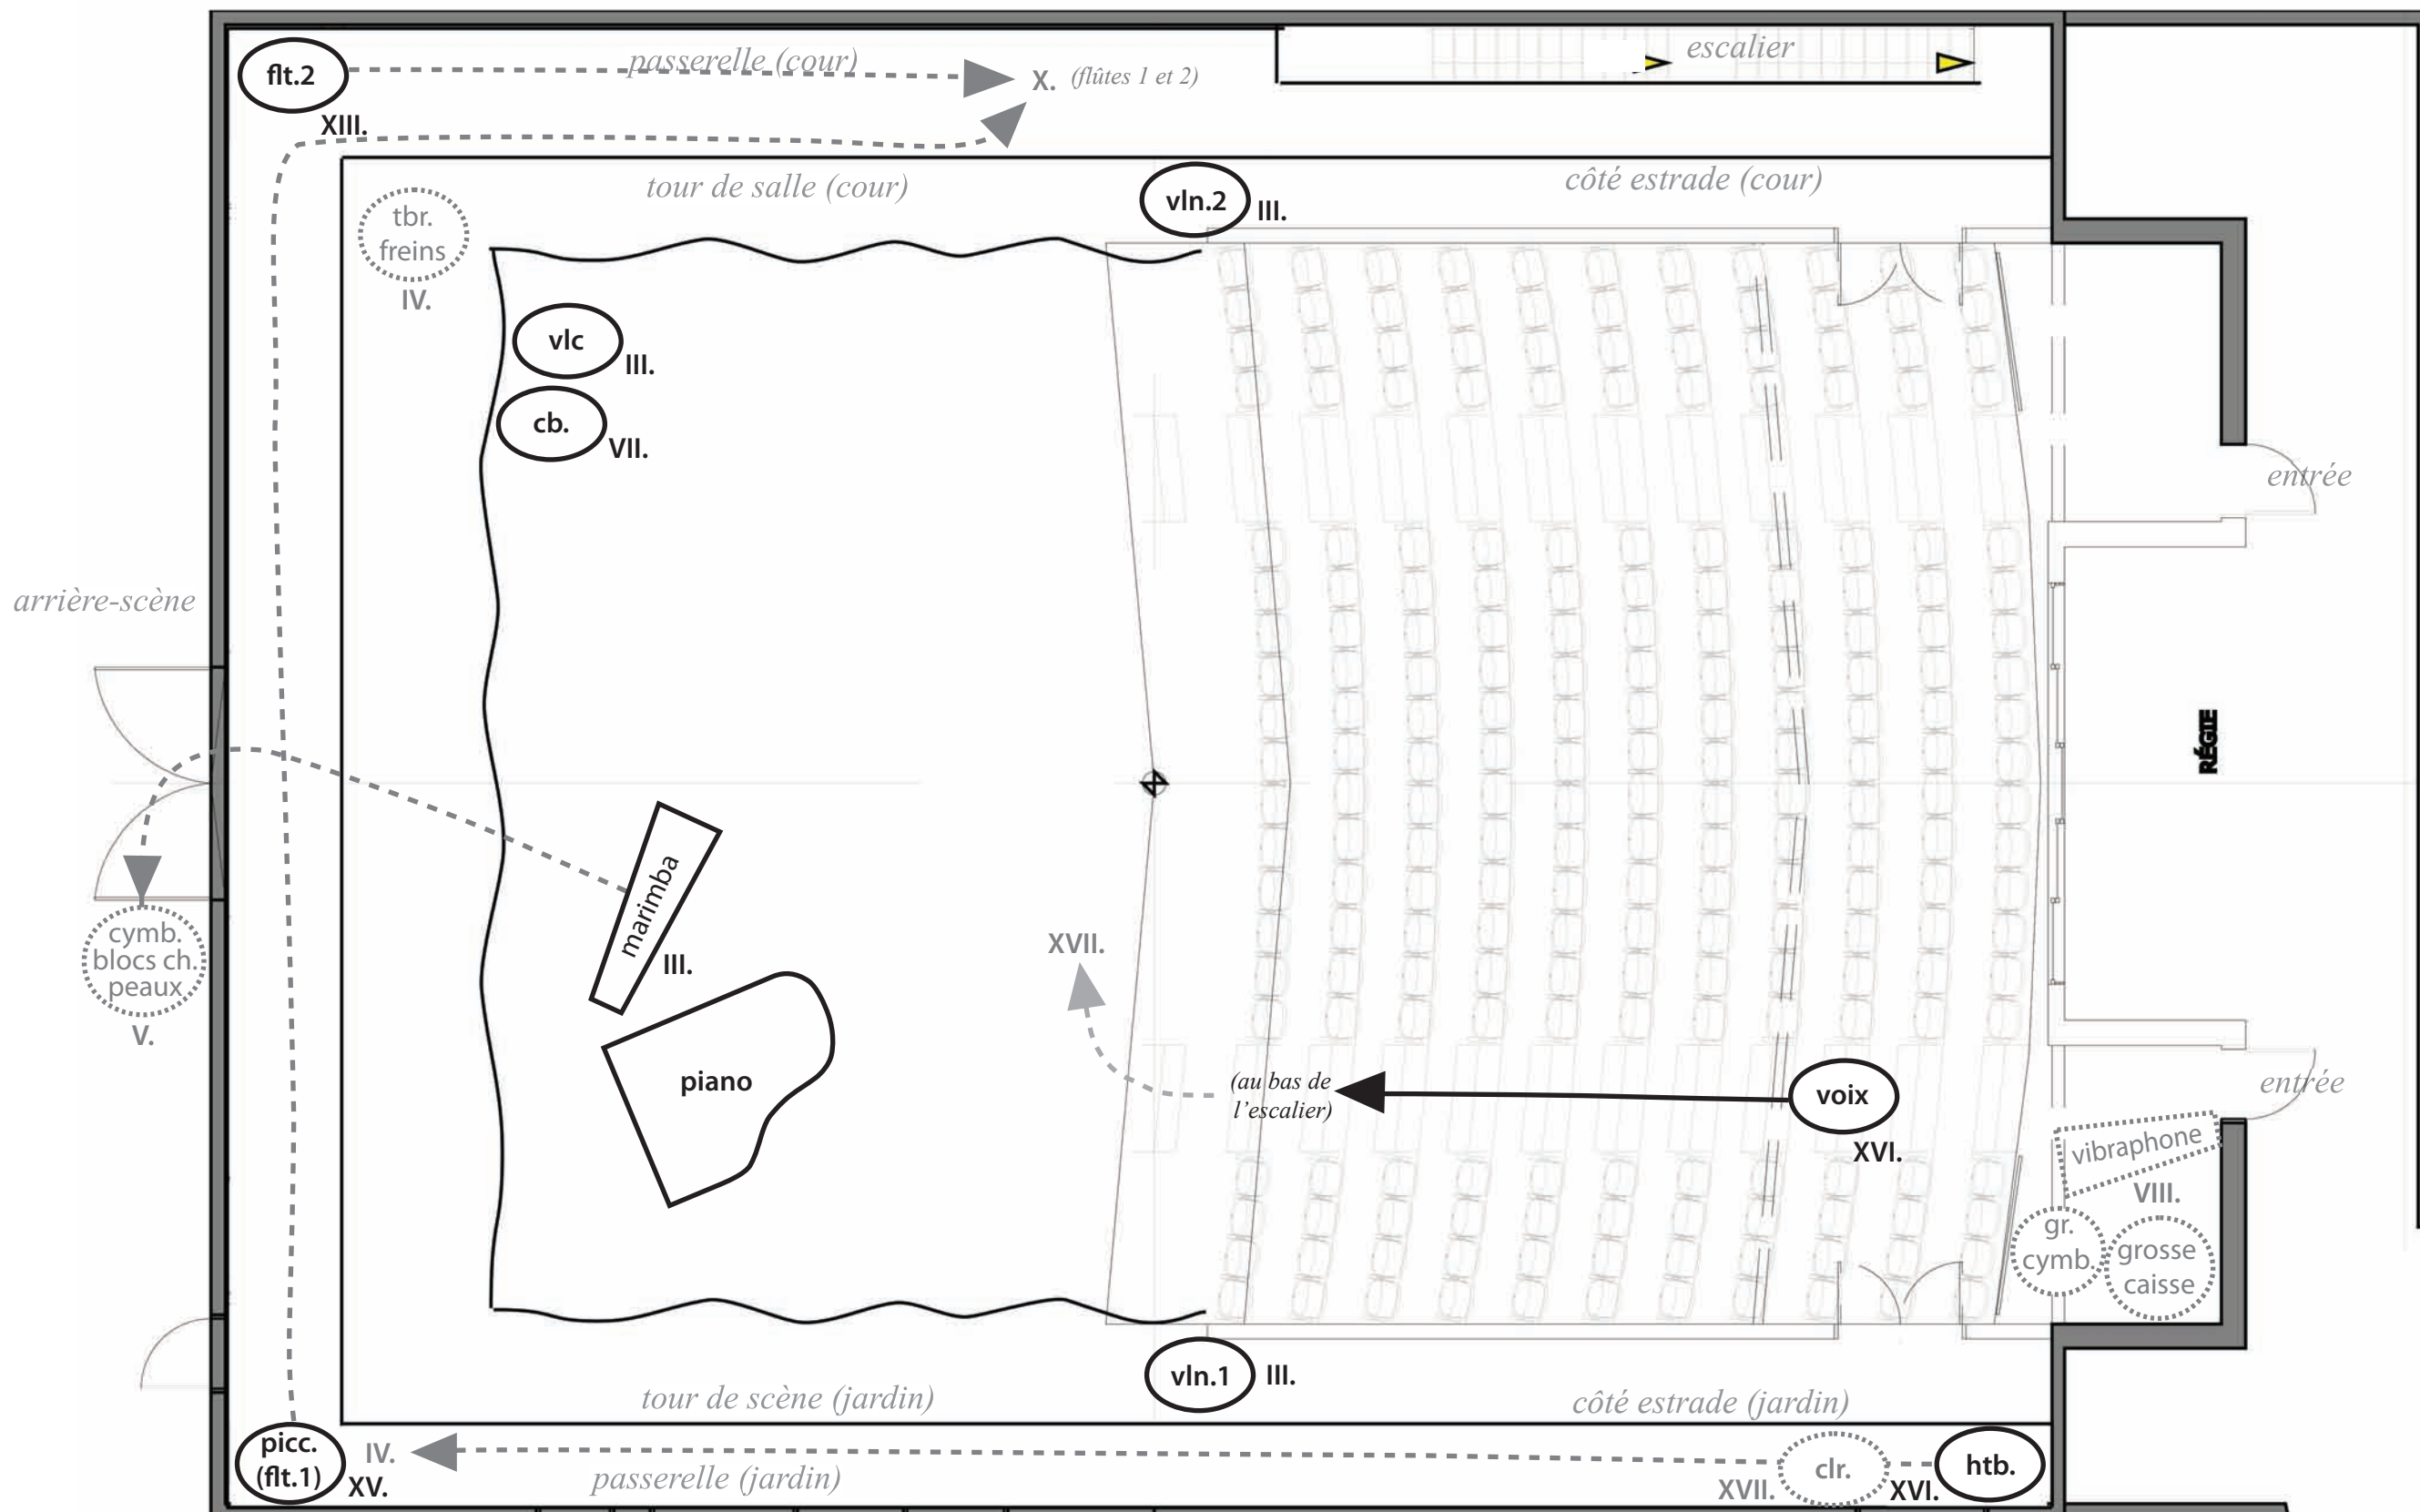 flt.2
passerelle (cour)
X. (flûtes 1 et 2)
escalier
XIII.
tour de salle (cour)
vln.2
III.
côté estrade (cour)
tbr.
freins
IV.
vlc
III.
cb.
VII.
entrée
arrière-scène
RÉGIE
marimba
III.
cymb.
blocs ch.
peaux
V.
XVII.
piano
(au bas de
l’escalier)
voix
XVI.
entrée
vibraphone
VIII.
gr.
cymb.
grosse
caisse
vln.1
III.
tour de scène (jardin)
côté estrade (jardin)
picc.
(flt.1)
IV.
XV.
passerelle (jardin)
XVII.
clr.
XVI.
htb.